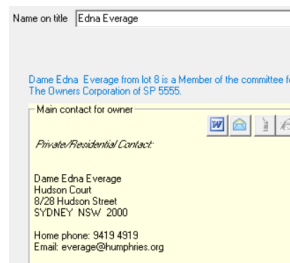 Name on title Edna Everage
Dame Edna Everage from lot 8 is a Member of the committee
The Owners Corporation of SP 5555.
Main contact for owner
Private/Residential Contact:
Dame Edna Everage
Hudson Court
8/28 Hudson Street
SYDNEY NSW 2000
Home phone: 9419 4919
Email: everage@humphries.org